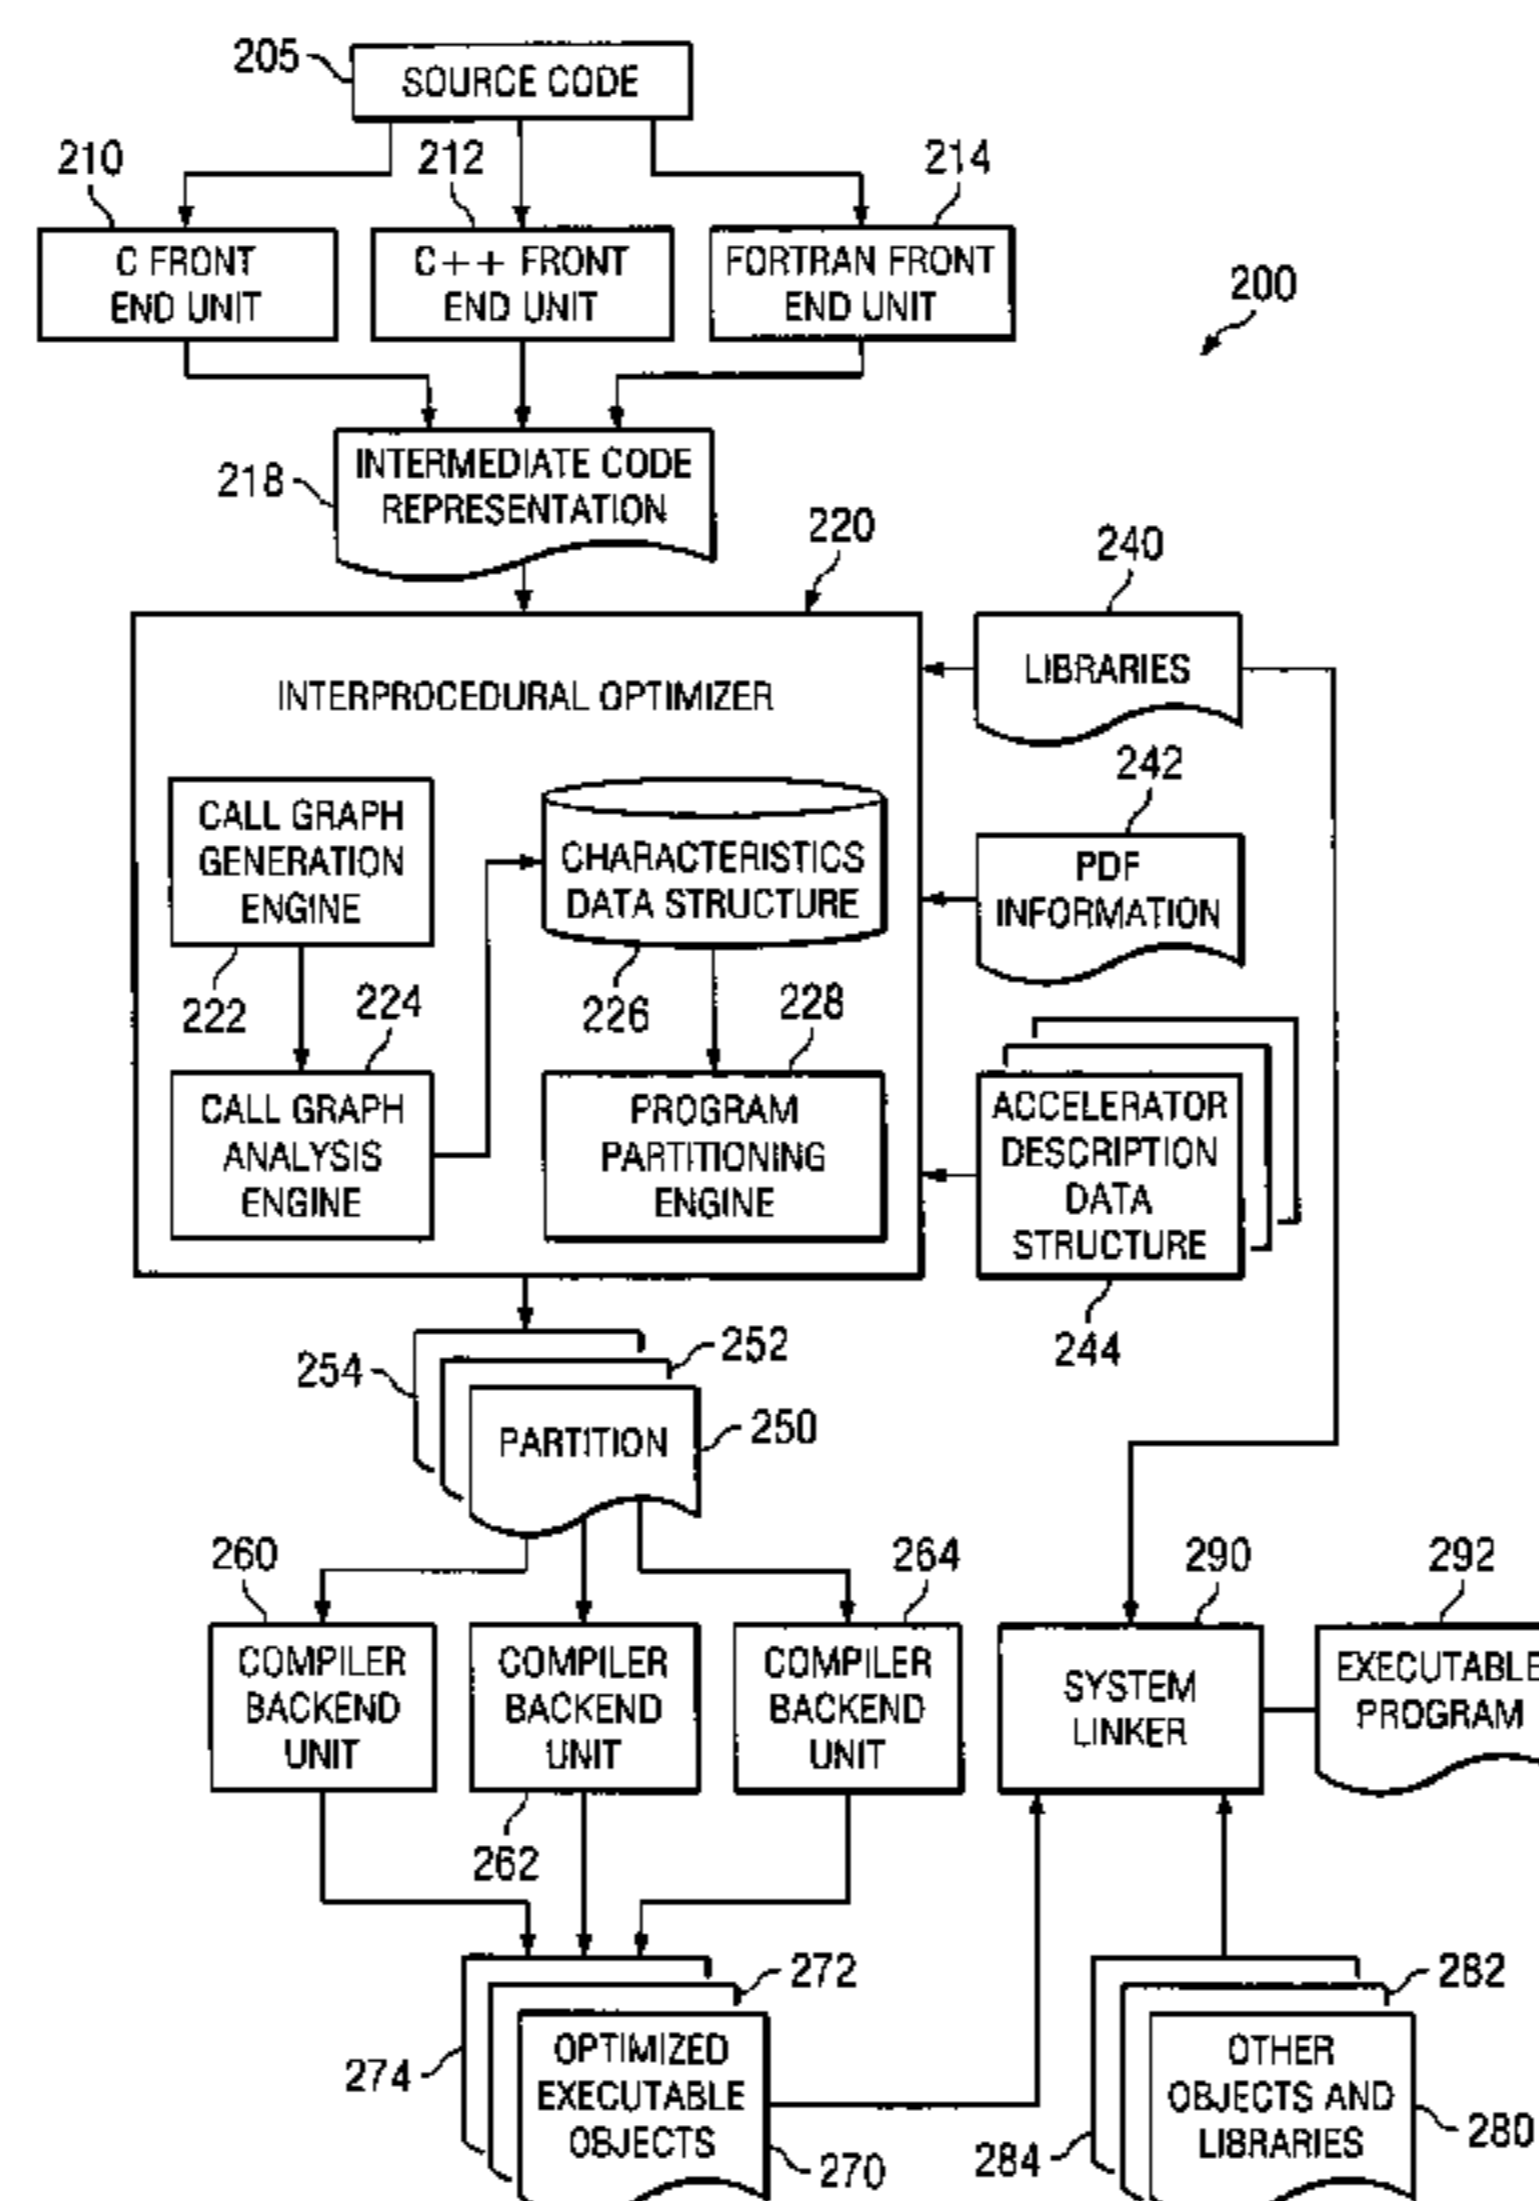 205
SOURCE CODE
210
212
214
C FRONT
END UNIT
C++ FRONT
END UNIT
FORTRAN FRONT
END UNIT
200
218
INTERMEDIATE CODE
REPRESENTATION
220
240
INTERPROCEDURAL OPTIMIZER
LIBRARIES
242
CALL GRAPH
GENERATION
ENGINE
CHARACTERISTICS
DATA STRUCTURE
PDF
INFORMATION
222
224
226
228
CALL GRAPH
ANALYSIS
ENGINE
PROGRAM
PARTITIONING
ENGINE
ACCELERATOR
DESCRIPTION
DATA
STRUCTURE
244
254
252
PARTITION
250
260
264
290
292
COMPILER
BACKEND
UNIT
COMPILER
BACKEND
UNIT
COMPILER
BACKEND
UNIT
SYSTEM
LINKER
EXECUTABLE
PROGRAM
262
272
282
274
OPTIMIZED
EXECUTABLE
OBJECTS
270
284
OTHER
OBJECTS AND
LIBRARIES
280